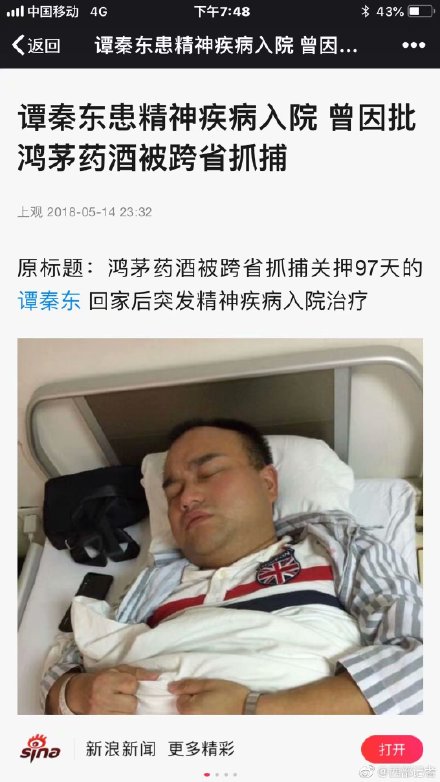 中国移动 4G 下午7:48 43%
返回 谭秦东患精神疾病入院 曾因... •••
谭秦东患精神疾病入院 曾因批
鸿茅药酒被跨省抓捕
上观 2018-05-14 23:32
原标题：鸿茅药酒被跨省抓捕关押97天的
谭秦东 回家后突发精神疾病入院治疗
sina 新浪新闻 更多精彩 打开
@西部记者